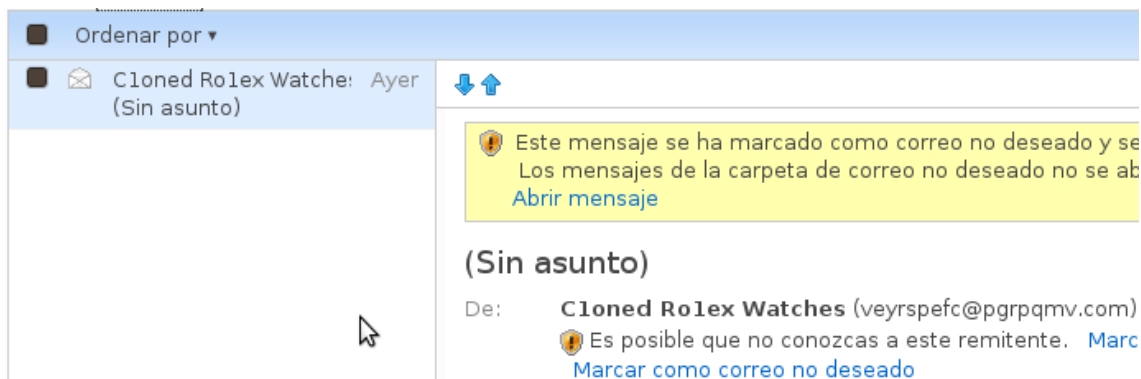 Ordenar por ▾
C1oned Ro1ex Watche Ayer
(Sin asunto)
Este mensaje se ha marcado como correo no deseado y se
Los mensajes de la carpeta de correo no deseado no se ab
Abrir mensaje
(Sin asunto)
De: C1oned Ro1ex Watches (veyrspefc@pgrpqmv.com)
Es posible que no conozcas a este remitente. Marc
Marcar como correo no deseado